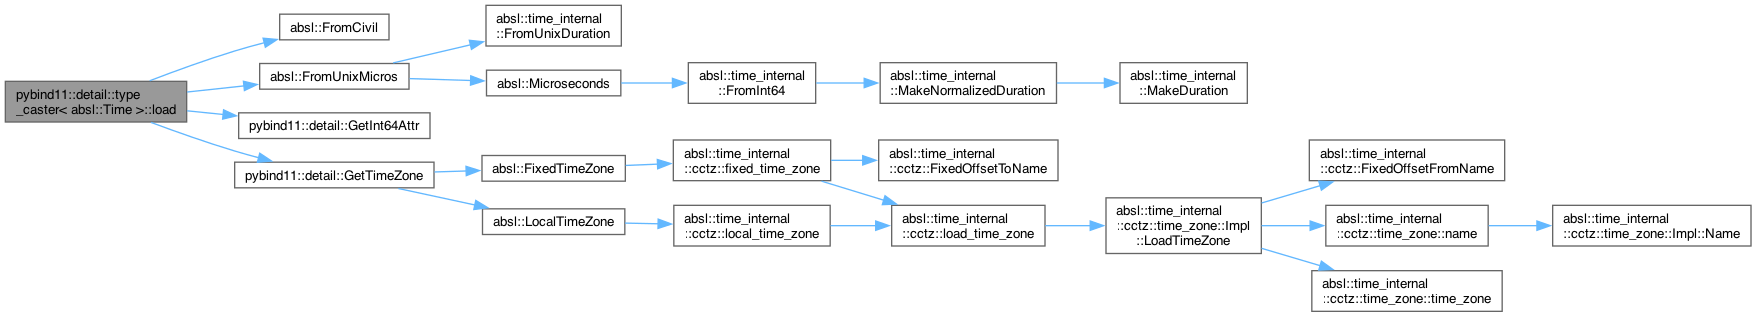 pybind11::detail::type
_caster< absl::Time >::load
absl::FromCivil
absl::FromUnixMicros
pybind11::detail::GetInt64Attr
pybind11::detail::GetTimeZone
absl::time_internal
::FromUnixDuration
absl::Microseconds
absl::FixedTimeZone
absl::LocalTimeZone
absl::time_internal
::FromInt64
absl::time_internal
::cctz::fixed_time_zone
absl::time_internal
::cctz::local_time_zone
absl::time_internal
::MakeNormalizedDuration
absl::time_internal
::cctz::FixedOffsetToName
absl::time_internal
::cctz::load_time_zone
absl::time_internal
::MakeDuration
absl::time_internal
::cctz::time_zone::Impl
::LoadTimeZone
absl::time_internal
::cctz::FixedOffsetFromName
absl::time_internal
::cctz::time_zone::name
absl::time_internal
::cctz::time_zone::time_zone
absl::time_internal
::cctz::time_zone::Impl::Name